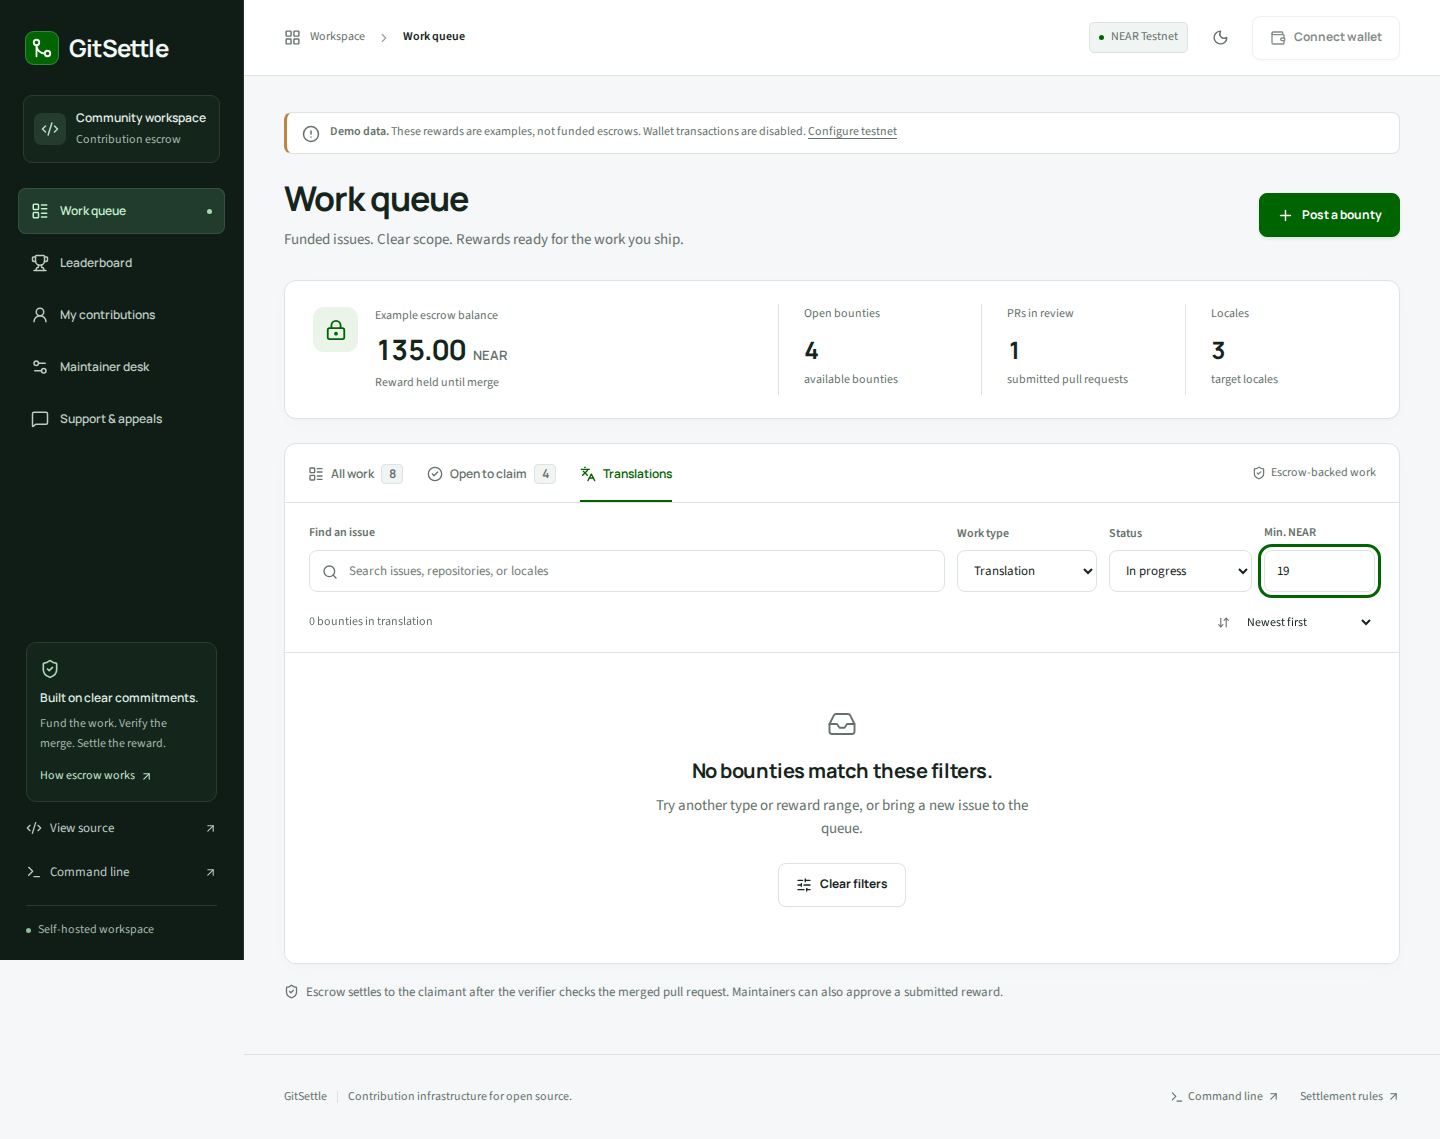 GitSettle
Community workspace
Contribution escrow
Work queue
Leaderboard
My contributions
Maintainer desk
Support & appeals
Built on clear commitments.
Fund the work. Verify the
merge. Settle the reward.
How escrow works
View source
Command line
Self-hosted workspace
Workspace
Work queue
NEAR Testnet
Connect wallet
Demo data. These rewards are examples, not funded escrows. Wallet transactions are disabled. Configure testnet
Work queue
Funded issues. Clear scope. Rewards ready for the work you ship.
Post a bounty
Example escrow balance
135.00 NEAR
Reward held until merge
Open bounties
4
available bounties
PRs in review
1
submitted pull requests
Locales
3
target locales
All work 8
Open to claim 4
Translations
Escrow-backed work
Find an issue
Search issues, repositories, or locales
Work type
Translation
Status
In progress
Min. NEAR
19
0 bounties in translation
Newest first
No bounties match these filters.
Try another type or reward range, or bring a new issue to the
queue.
Clear filters
Escrow settles to the claimant after the verifier checks the merged pull request. Maintainers can also approve a submitted reward.
GitSettle
Contribution infrastructure for open source.
Command line
Settlement rules